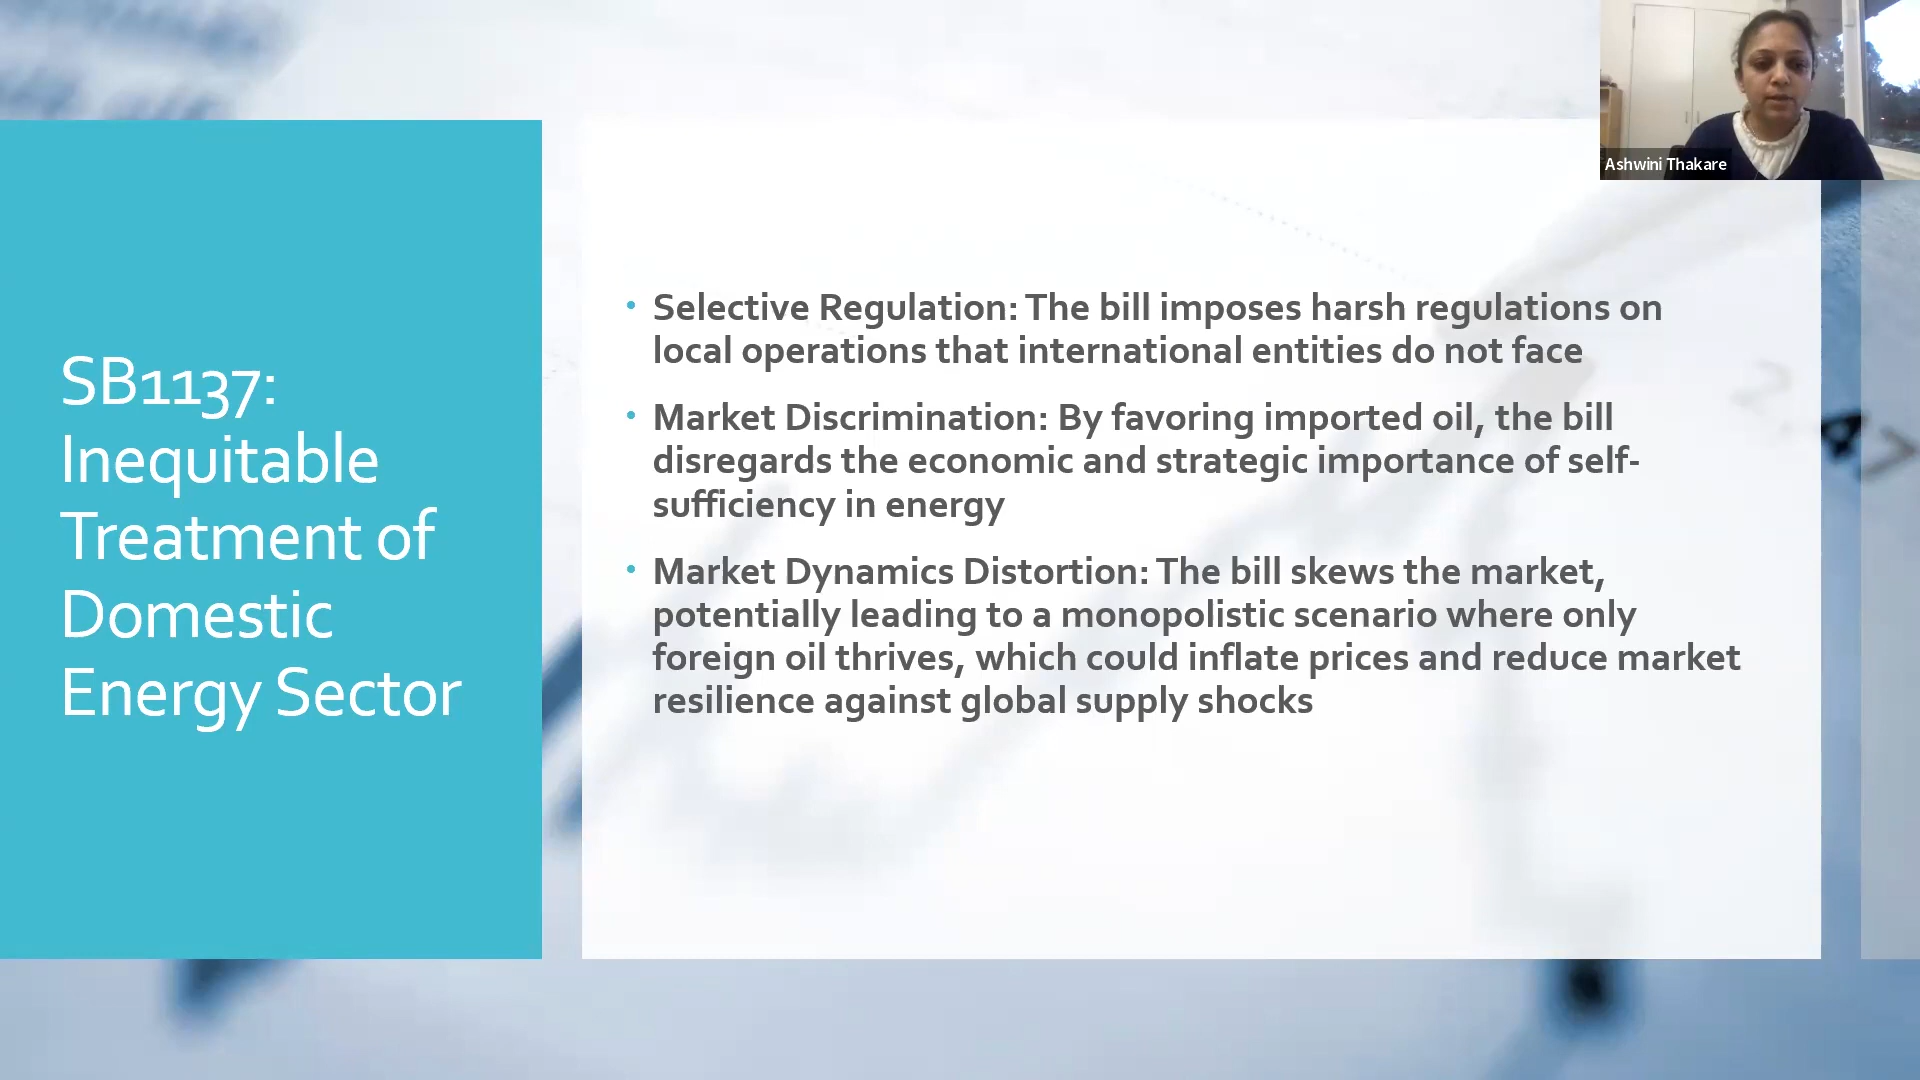 SB1137:
Inequitable
Treatment of
Domestic
Energy Sector
• Selective Regulation: The bill imposes harsh regulations on
local operations that international entities do not face
• Market Discrimination: By favoring imported oil, the bill
disregards the economic and strategic importance of self-
sufficiency in energy
• Market Dynamics Distortion: The bill skews the market,
potentially leading to a monopolistic scenario where only
foreign oil thrives, which could inflate prices and reduce market
resilience against global supply shocks
Ashwini Thakare